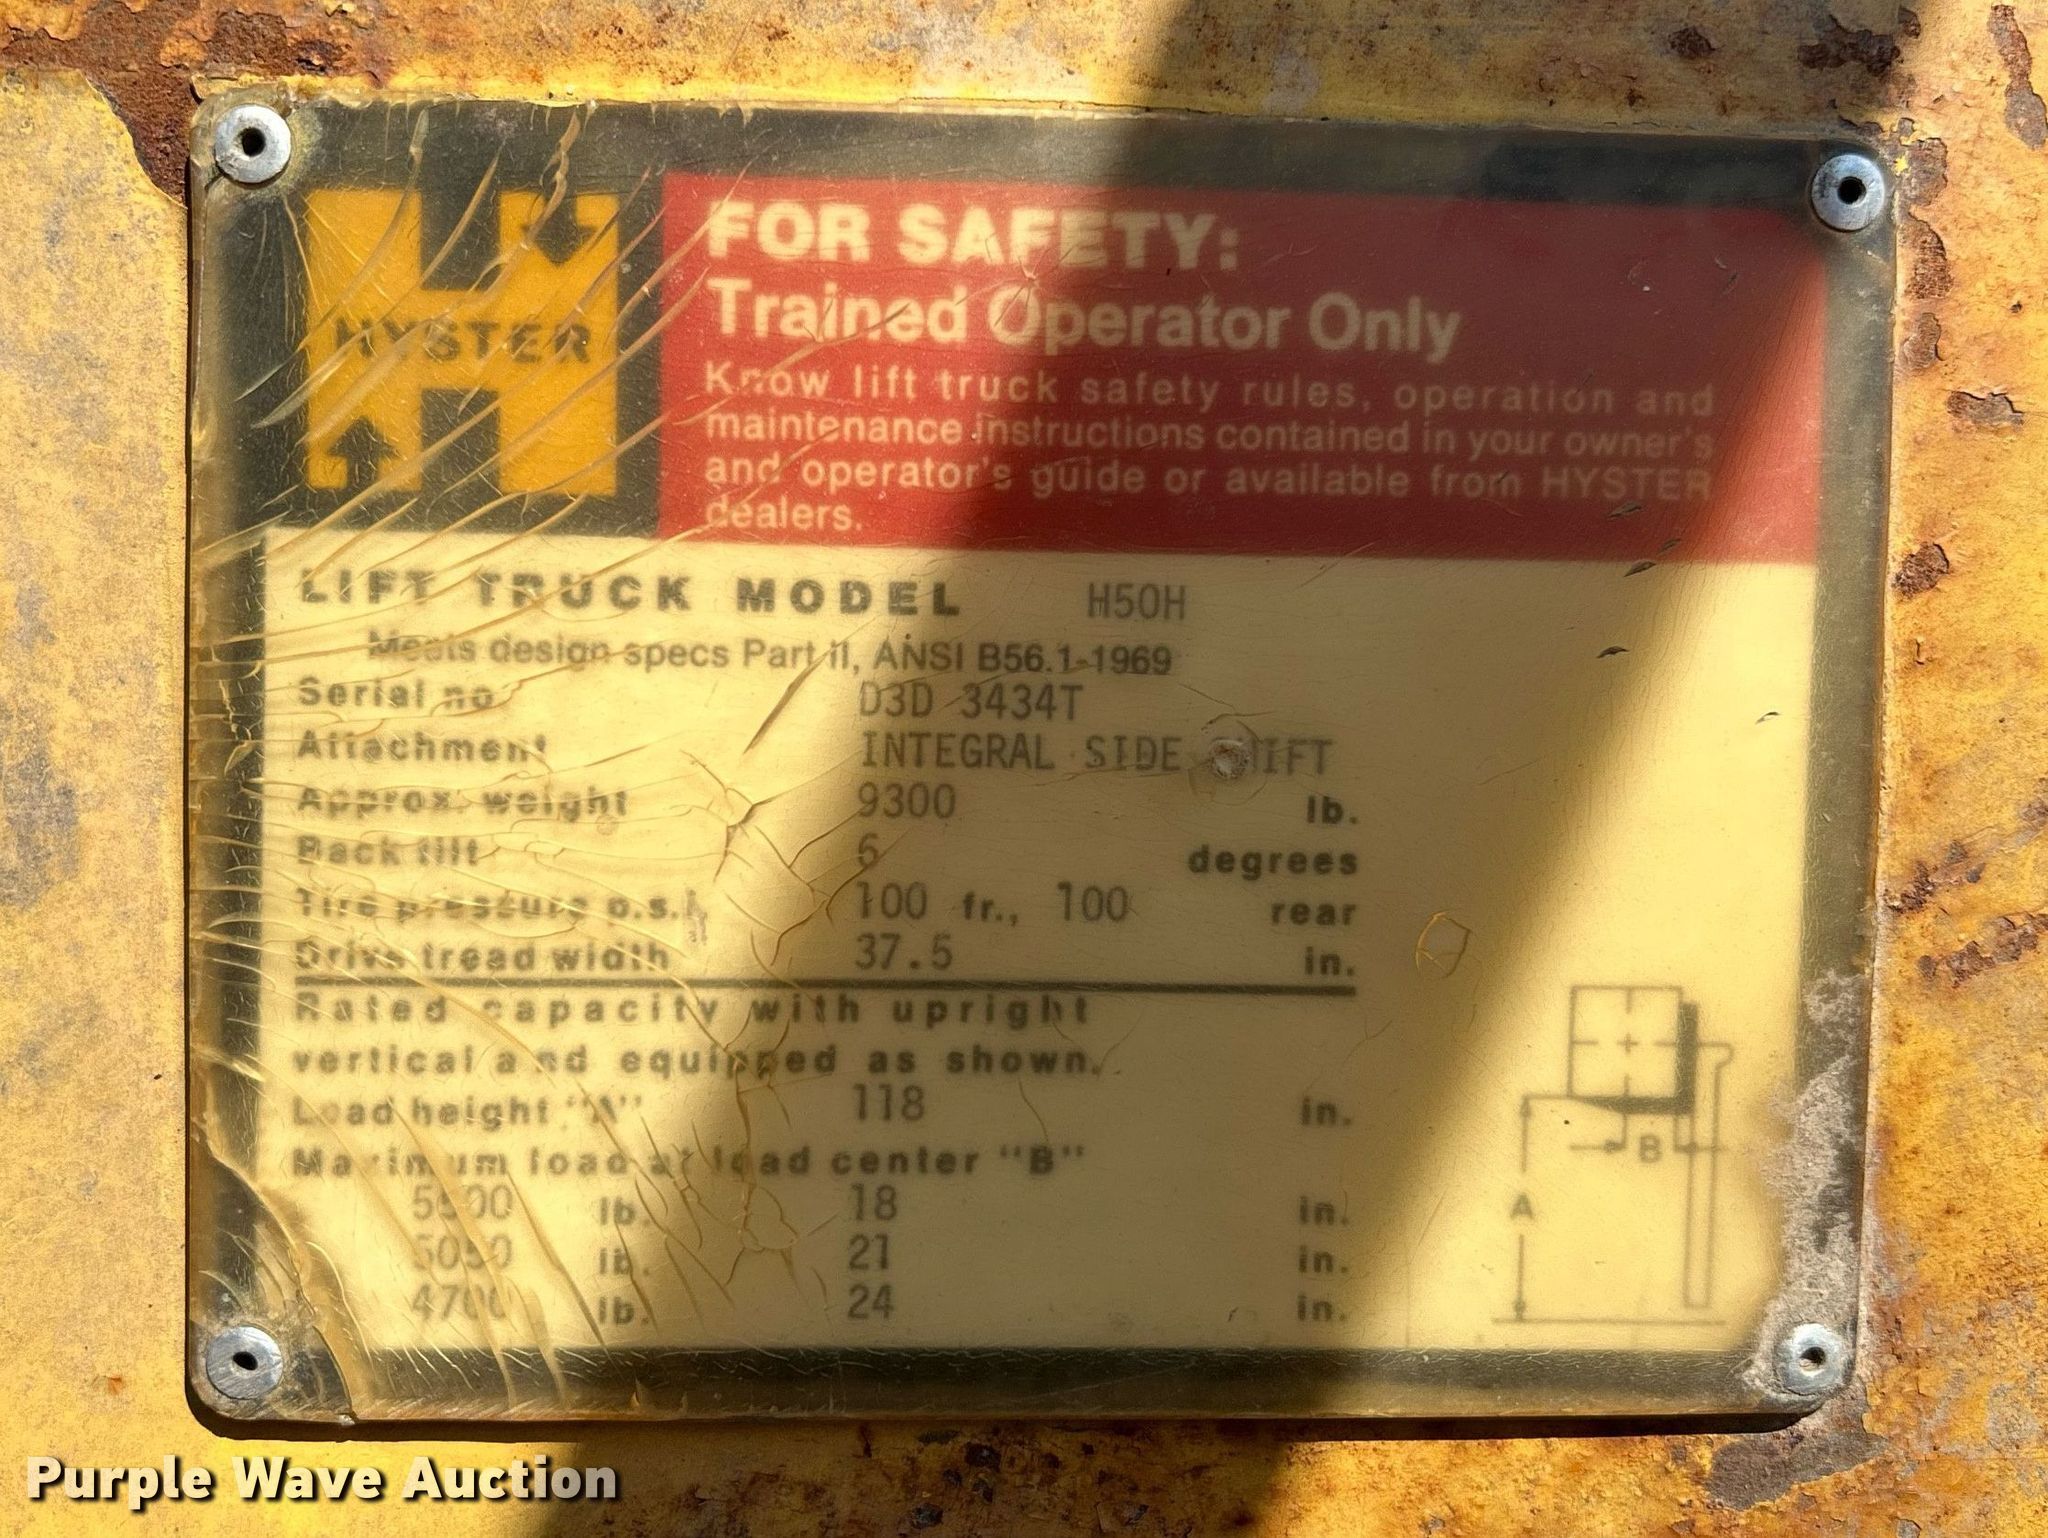 HYSTER
FOR SAFETY:
Trained Operator Only
Know lift truck safety rules, operation and
maintenance instructions contained in your owner's
and operator's guide or available from HYSTER
dealers.
LIFT TRUCK MODEL H50H
Meets design specs Part II, ANSI B56.1-1969
Serial no. D3D 3434T
Attachment INTEGRAL SIDE SHIFT
Approx. weight 9300 lb.
Back tilt 6 degrees
Tire pressure p.s.i. 100 fr., 100 rear
Drive tread width 37.5 in.
Rated capacity with upright
vertical and equipped as shown.
Load height "A" 118 in.
Maximum load at load center "B"
lb. 18 in.
5050 lb. 21 in.
4700 lb. 24 in.
B
A
Purple Wave Auction